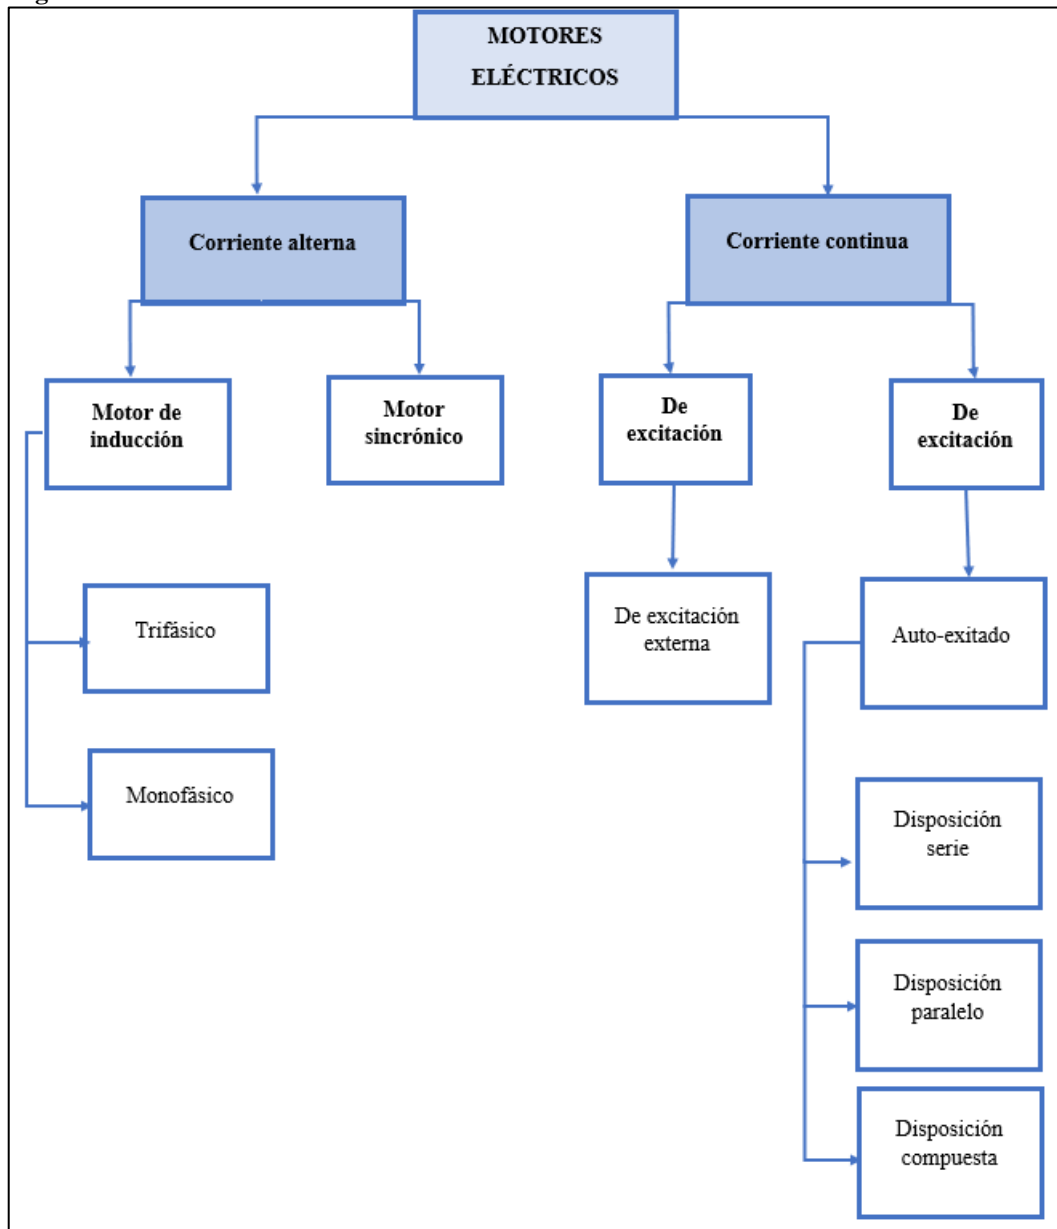 MOTORES
ELÉCTRICOS
Corriente alterna
Corriente continua
Motor de
inducción
Motor
sincrónico
De
excitación
De
excitación
Trifásico
Monofásico
De excitación
externa
Auto-exitado
Disposición
serie
Disposición
paralelo
Disposición
compuesta